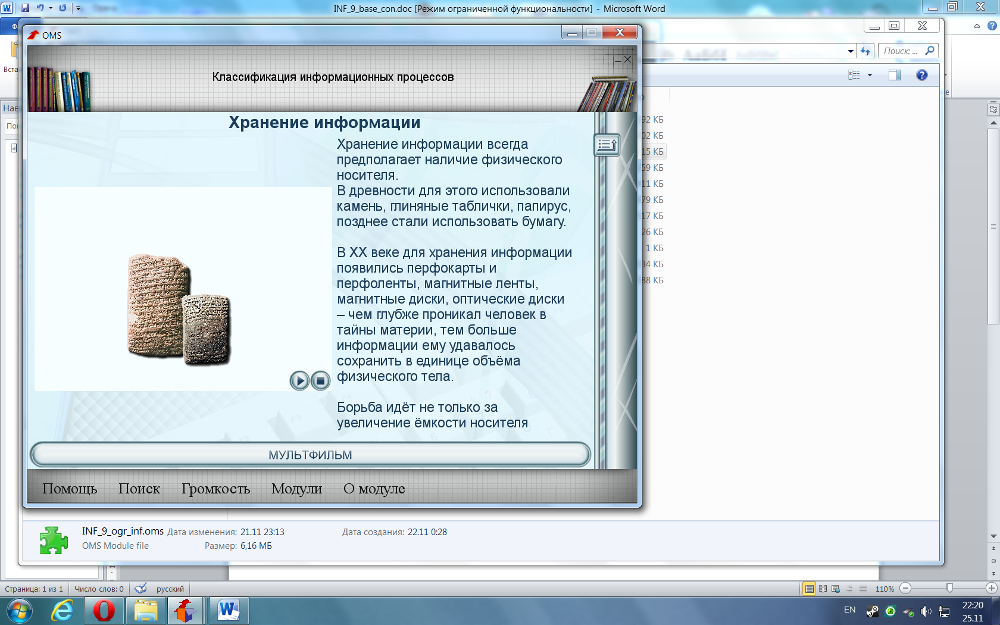 INF_9_base_con.doc [Режим ограниченной функциональности] - Microsoft Word
OMS
Поиск: ...
Классификация информационных процессов
Хранение информации
Хранение информации всегда
предполагает наличие физического
носителя.
В древности для этого использовали
камень, глиняные таблички, папирус,
позднее стали использовать бумагу.
В XX веке для хранения информации
появились перфокарты и
перфоленты, магнитные ленты,
магнитные диски, оптические диски
– чем глубже проникал человек в
тайны материи, тем больше
информации ему удавалось
сохранить в единице объёма
физического тела.
Борьба идёт не только за
увеличение ёмкости носителя
МУЛЬТФИЛЬМ
Помощь Поиск Громкость Модули О модуле
92 КБ
02 КБ
15 КБ
59 КБ
11 КБ
79 КБ
17 КБ
26 КБ
1 КБ
34 КБ
38 КБ
INF_9_ogr_inf.oms Дата изменения: 21.11 23:13 Дата создания: 22.11 0:28
OMS Module file Размер: 6,16 МБ
Страница: 1 из 1 Число слов: 0 русский 110%
EN 22:20
25.11